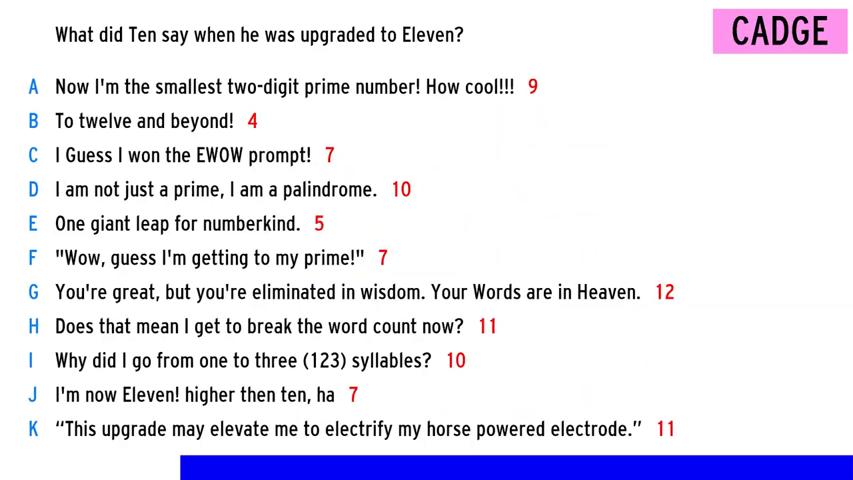 What did Ten say when he was upgraded to Eleven?
CADGE
A Now I'm the smallest two-digit prime number! How cool!!! 9
B To twelve and beyond! 4
C I Guess I won the EWOW prompt! 7
D I am not just a prime, I am a palindrome. 10
E One giant leap for numberkind. 5
F "Wow, guess I'm getting to my prime!" 7
G You're great, but you're eliminated in wisdom. Your Words are in Heaven. 12
H Does that mean I get to break the word count now? 11
I Why did I go from one to three (123) syllables? 10
J I'm now Eleven! higher then ten, ha 7
K “This upgrade may elevate me to electrify my horse powered electrode.” 11